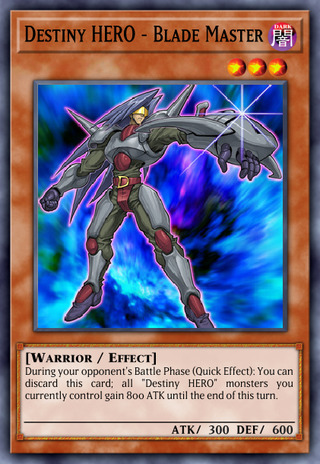 Destiny HERO - Blade Master
DARK
闇
[Warrior / Effect]
During your opponent's Battle Phase (Quick Effect): You can
discard this card; all "Destiny HERO" monsters you
currently control gain 800 ATK until the end of this turn.
ATK/ 300 DEF/ 600